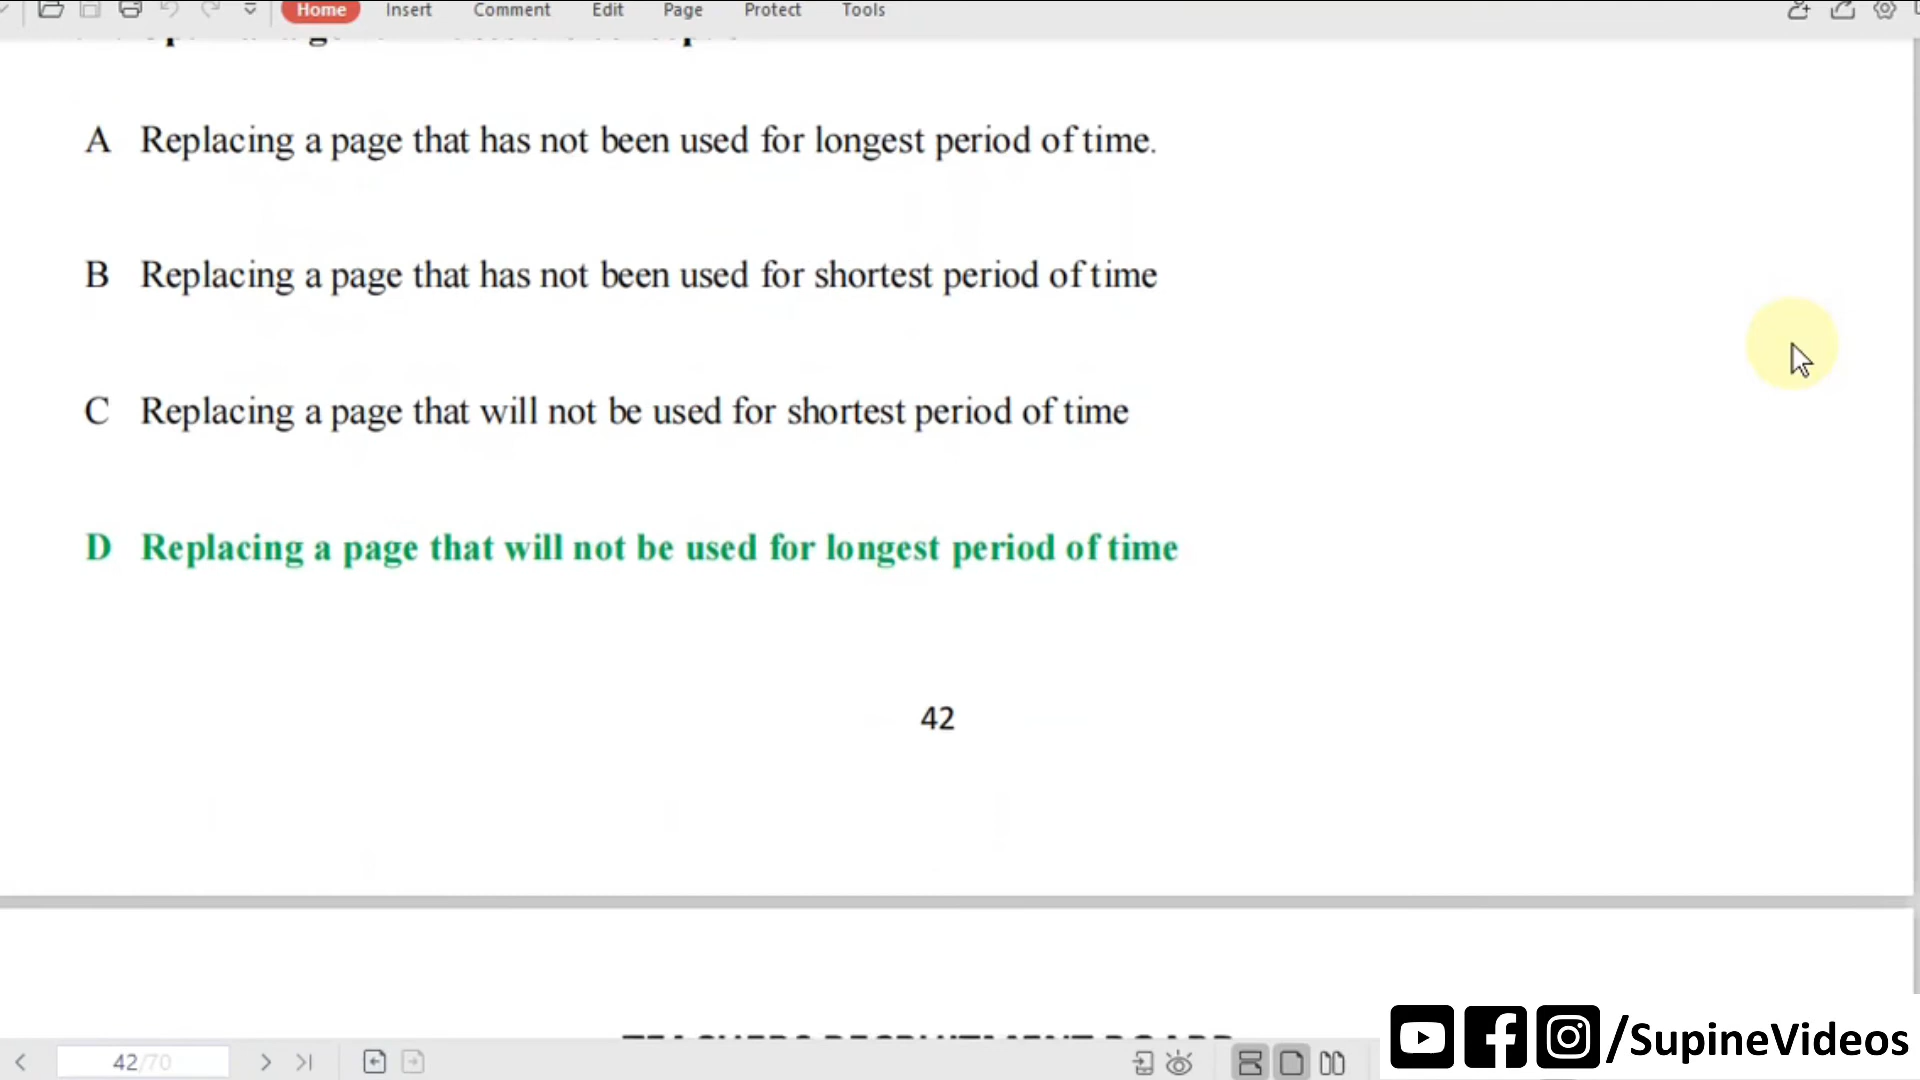 Home Insert Comment Edit Page Protect Tools
A Replacing a page that has not been used for longest period of time.
B Replacing a page that has not been used for shortest period of time
C Replacing a page that will not be used for shortest period of time
D Replacing a page that will not be used for longest period of time
42
TEACHERS RECRUITMENT BOARD
42/70
/SupineVideos